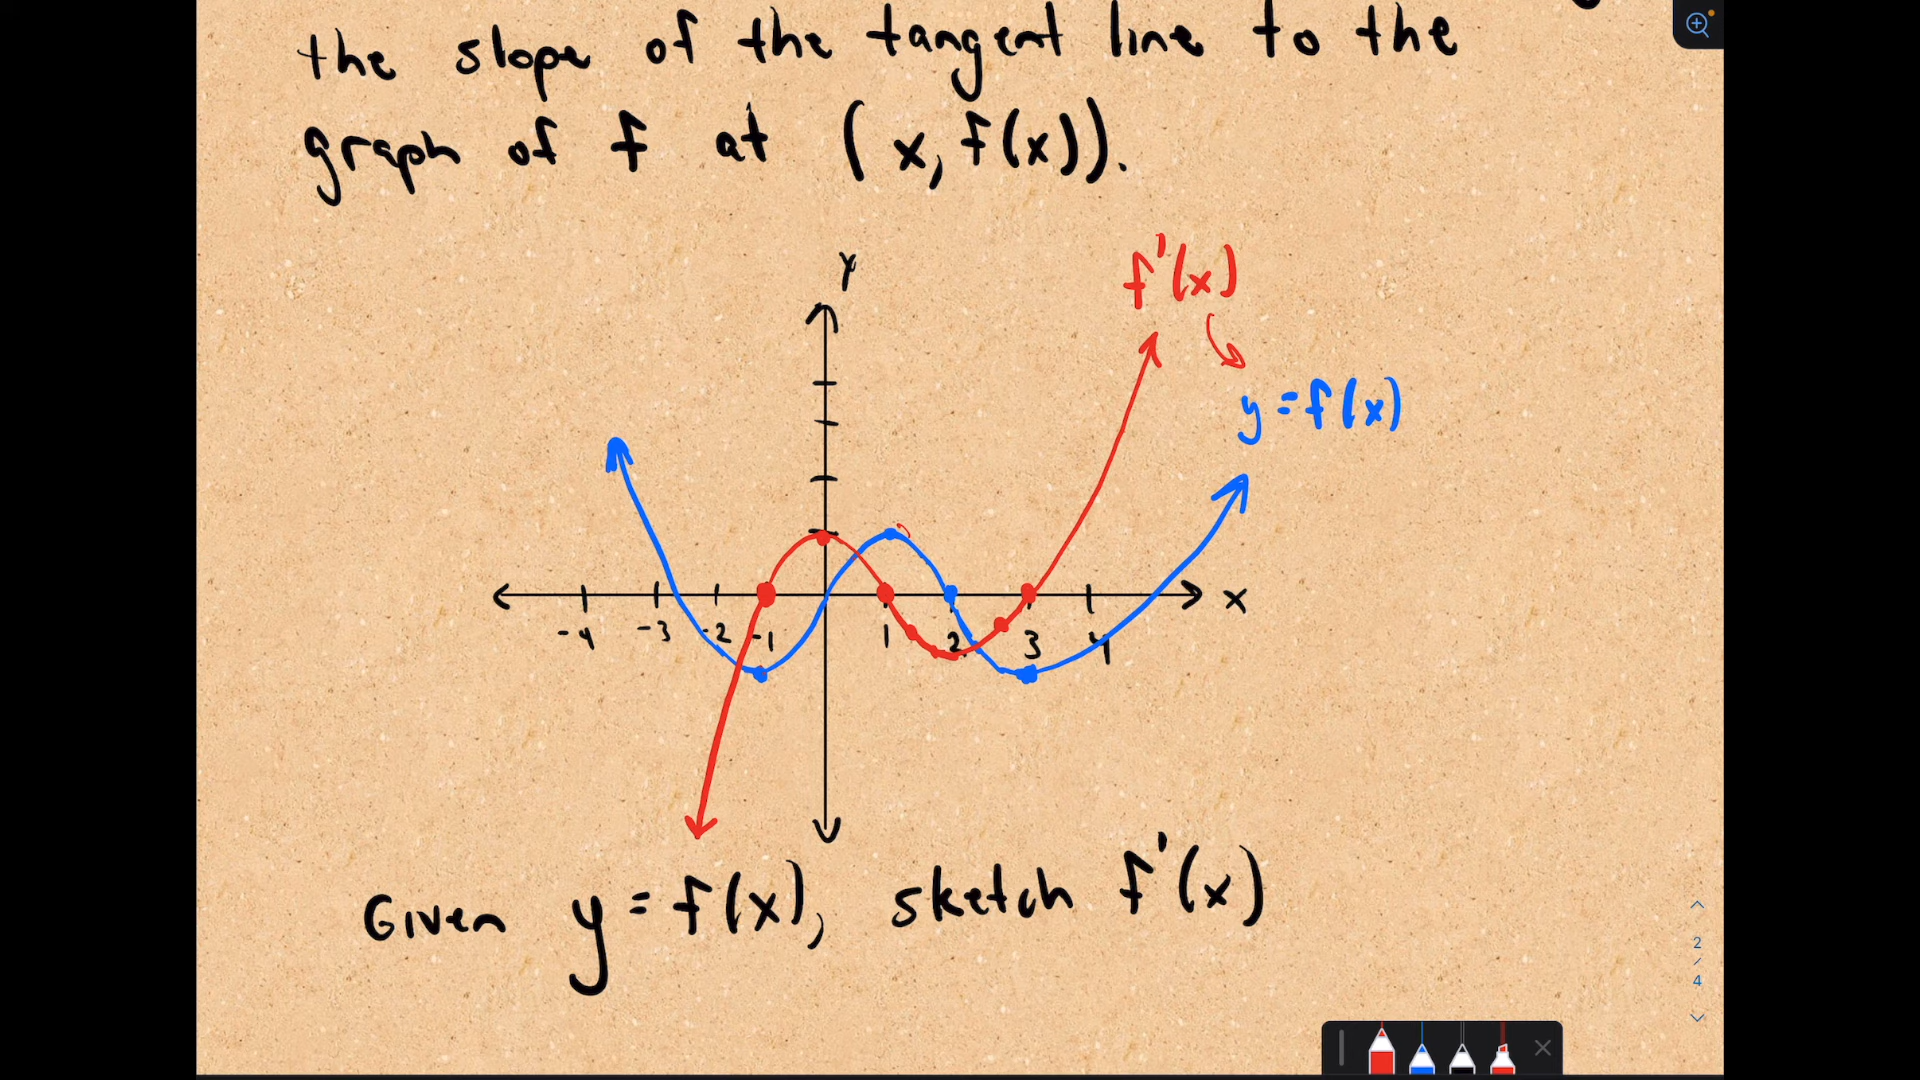 the slope of the tangent line to the
graph of f at (x, f(x)).
y
f'(x)
y = f(x)
x
-4 -3 -2 -1 1 2 3 4
Given y = f(x), sketch f'(x)
2
/
4